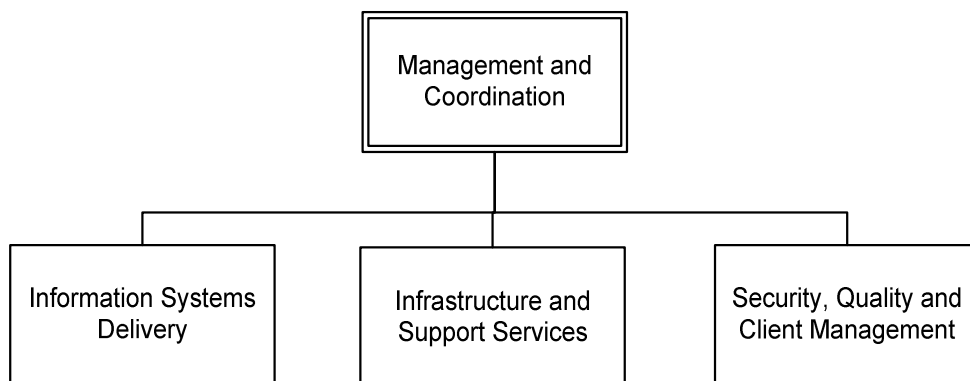 Management and
Coordination
Information Systems
Delivery
Infrastructure and
Support Services
Security, Quality and
Client Management